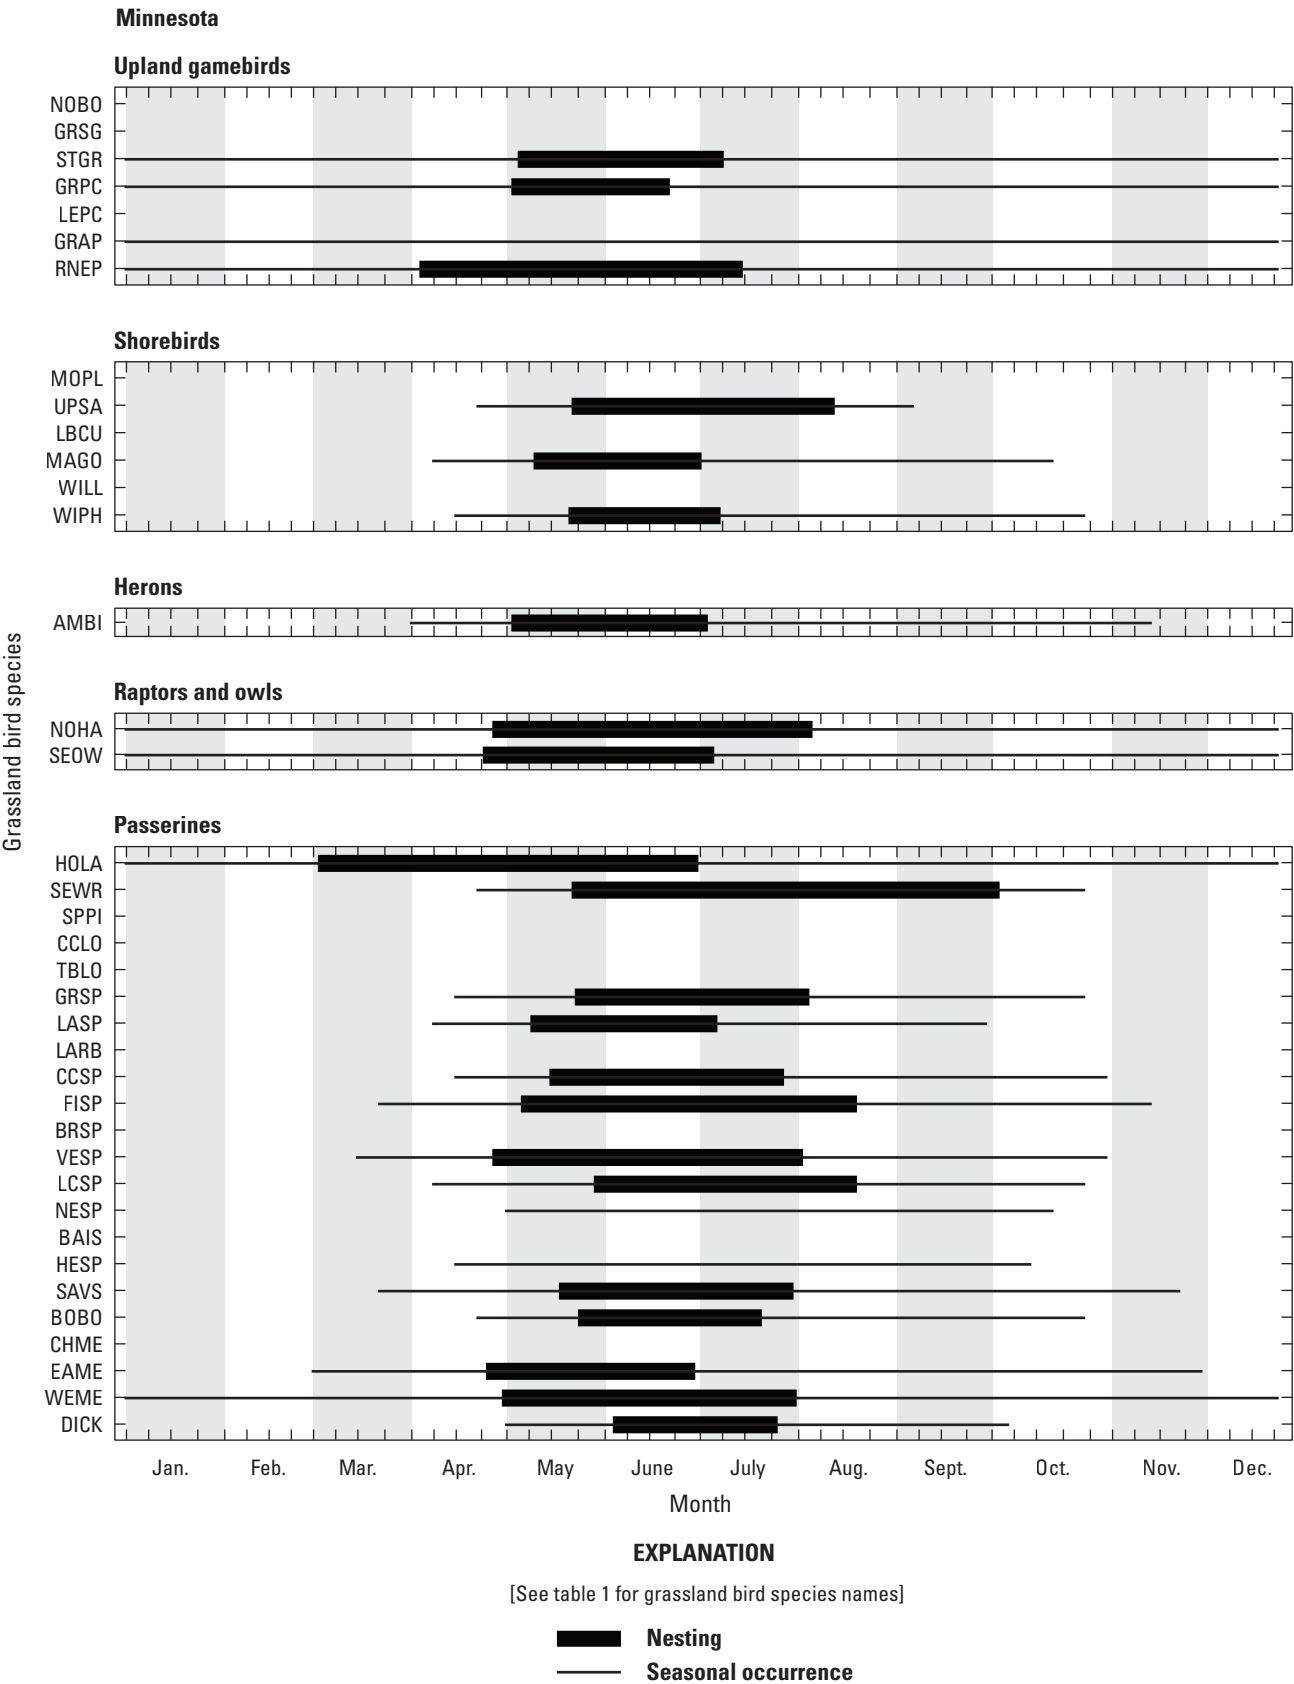 Minnesota
Upland gamebirds
NOBO
GRSG
STGR
GRPC
LEPC
GRAP
RNEP
Shorebirds
MOPL
UPSA
LBCU
MAGO
WILL
WIPH
Herons
AMBI
Raptors and owls
NOHA
SEOW
Passerines
HOLA
SEWR
SPPI
CCLO
TBLO
GRSP
LASP
LARB
CCSP
FISP
BRSP
VESP
LCSP
NESP
BAIS
HESP
SAVS
BOBO
CHME
EAME
WEME
DICK
Grassland bird species
Jan. Feb. Mar. Apr. May June July Aug. Sept. Oct. Nov. Dec.
Month
EXPLANATION
[See table 1 for grassland bird species names]
Nesting
Seasonal occurrence